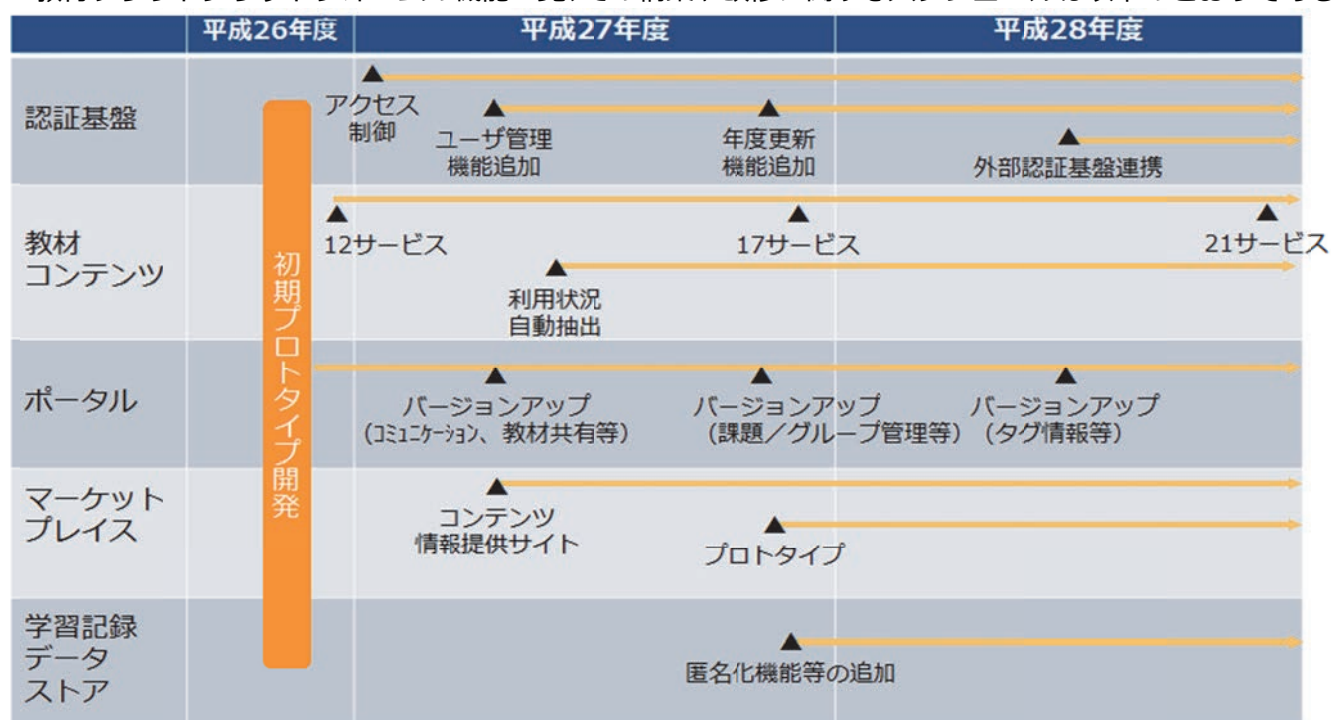 平成26年度
平成27年度
平成28年度
認証基盤
アクセス
制御
ユーザ管理
機能追加
年度更新
機能追加
外部認証基盤連携
教材
コンテンツ
12サービス
17サービス
21サービス
利用状況
自動抽出
初期プロトタイプ開発
ポータル
バージョンアップ
(コミュニケーション、教材共有等)
バージョンアップ
(課題／グループ管理等)
バージョンアップ
(タグ情報等)
マーケット
プレイス
コンテンツ
情報提供サイト
プロトタイプ
学習記録
データ
ストア
匿名化機能等の追加